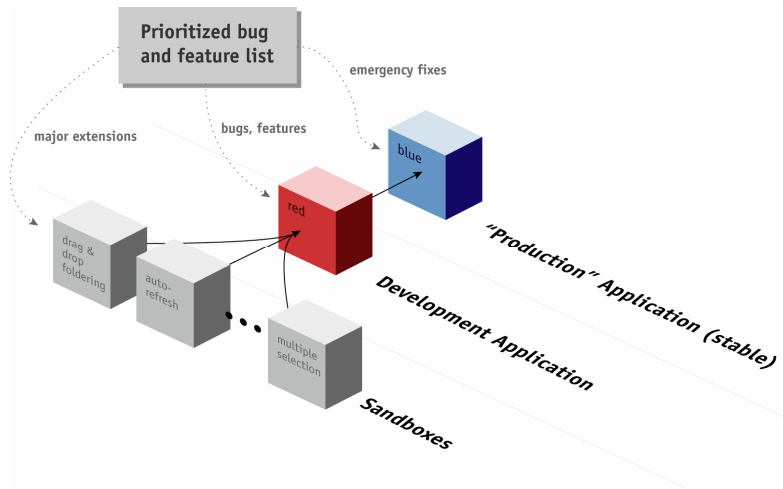 Prioritized bug
and feature list
emergency fixes
bugs, features
major extensions
blue
red
drag &
drop
foldering
auto-
refresh
multiple
selection
“Production” Application (stable)
Development Application
Sandboxes